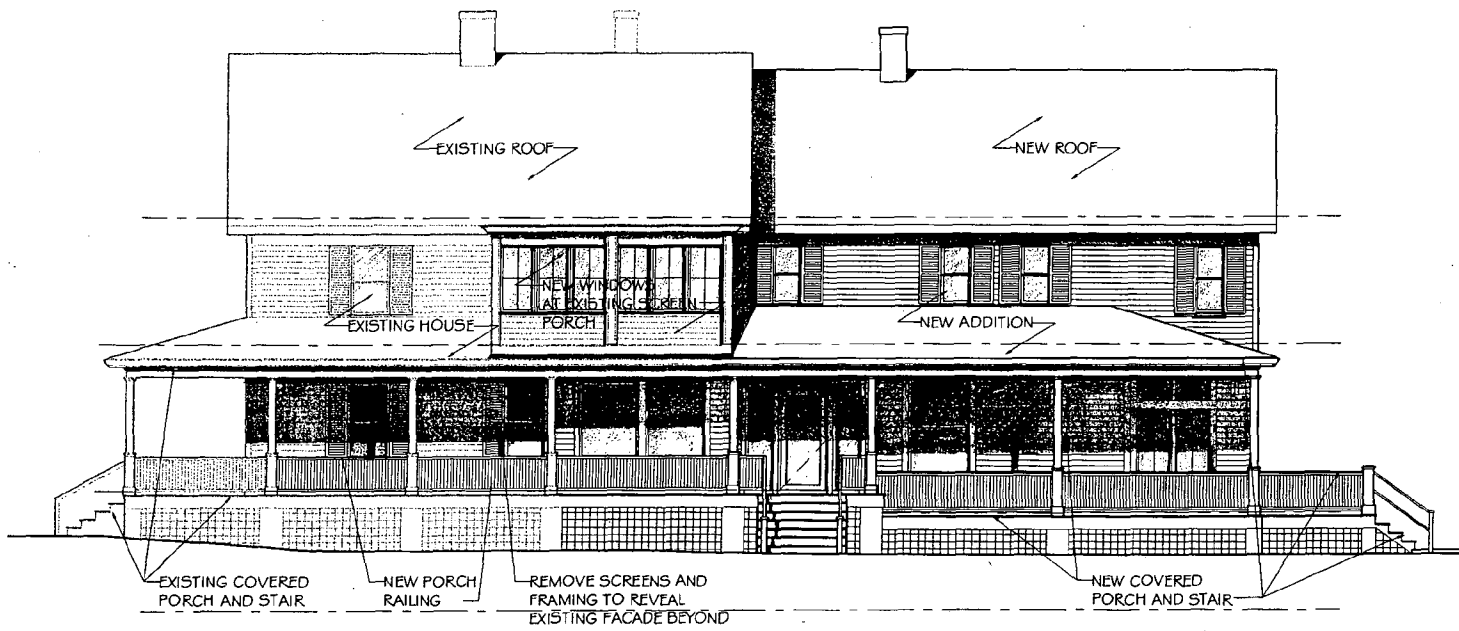 EXISTING ROOF
NEW ROOF
NEW WINDOWS
AT EXISTING SCREEN
PORCH
EXISTING HOUSE
NEW ADDITION
EXISTING COVERED
PORCH AND STAIR
NEW PORCH
RAILING
REMOVE SCREENS AND
FRAMING TO REVEAL
EXISTING FACADE BEYOND
NEW COVERED
PORCH AND STAIR